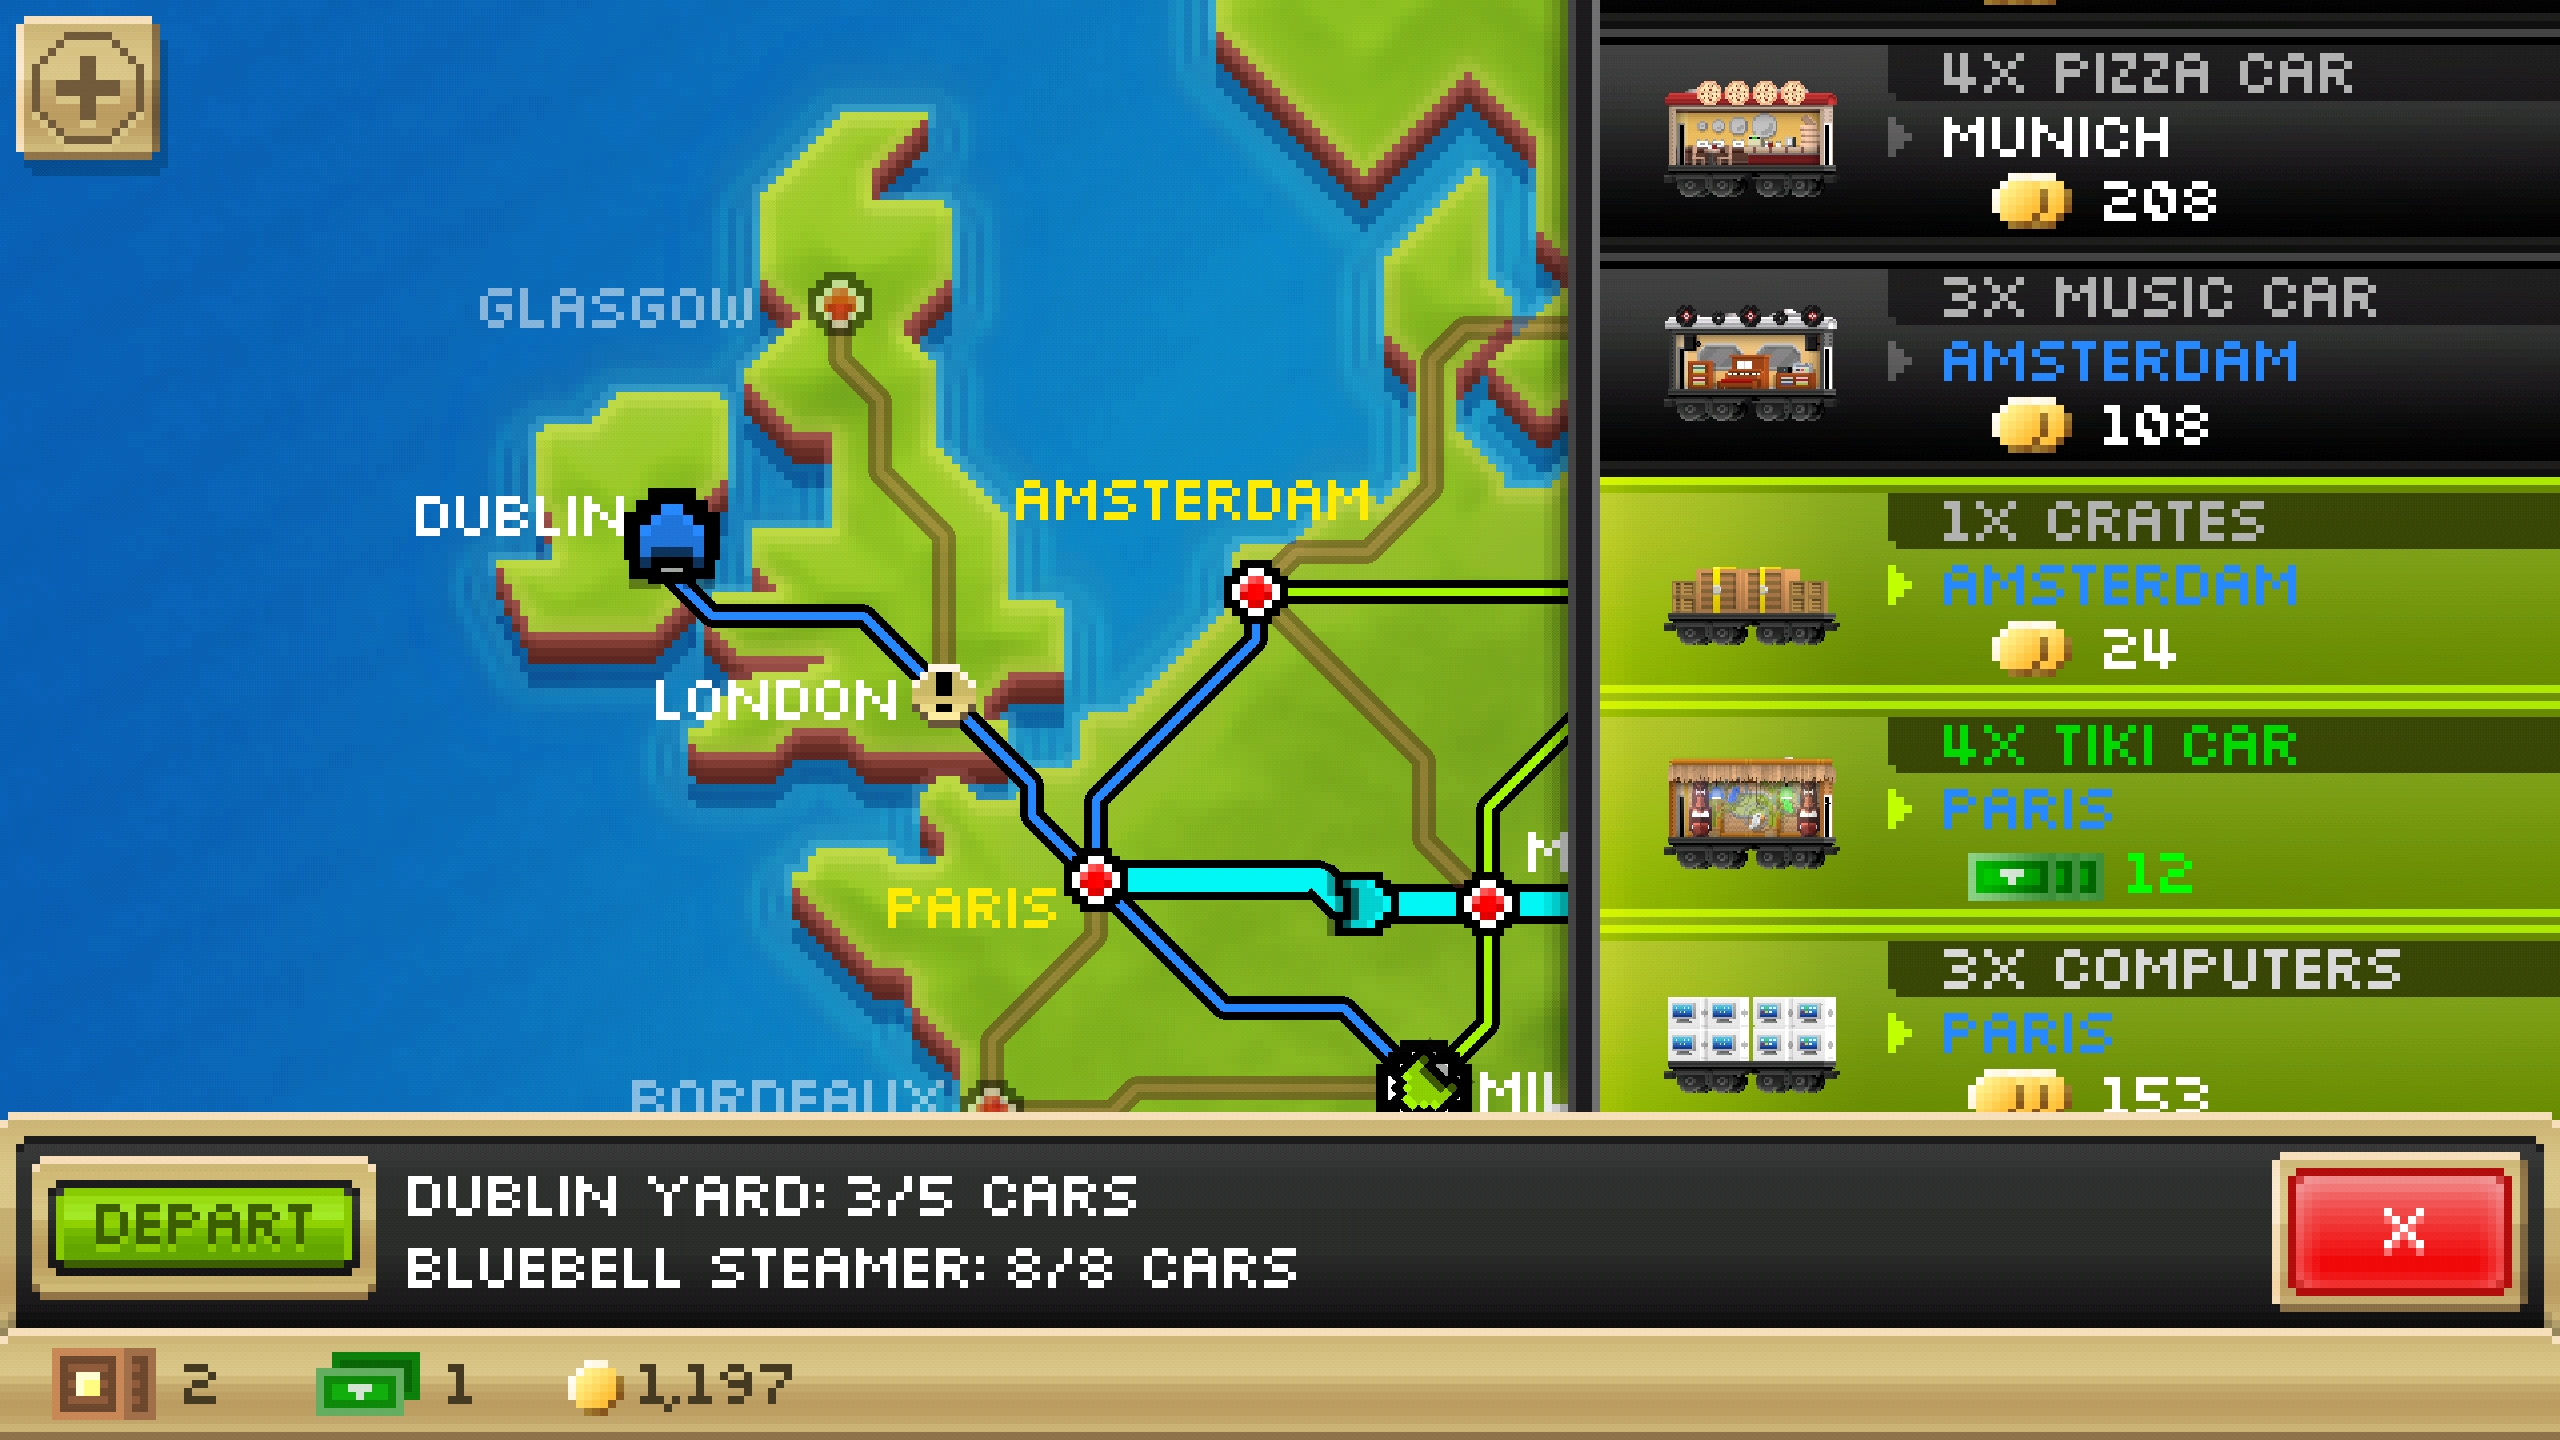 GLASGOW
DUBLIN
AMSTERDAM
LONDON
PARIS
BORDEAUX
M
MIL
4X PIZZA CAR
MUNICH
208
3X MUSIC CAR
AMSTERDAM
108
1X CRATES
AMSTERDAM
24
4X TIKI CAR
PARIS
12
3X COMPUTERS
PARIS
153
DEPART
DUBLIN YARD: 3/5 CARS
BLUEBELL STEAMER: 8/8 CARS
X
2
1
1,197